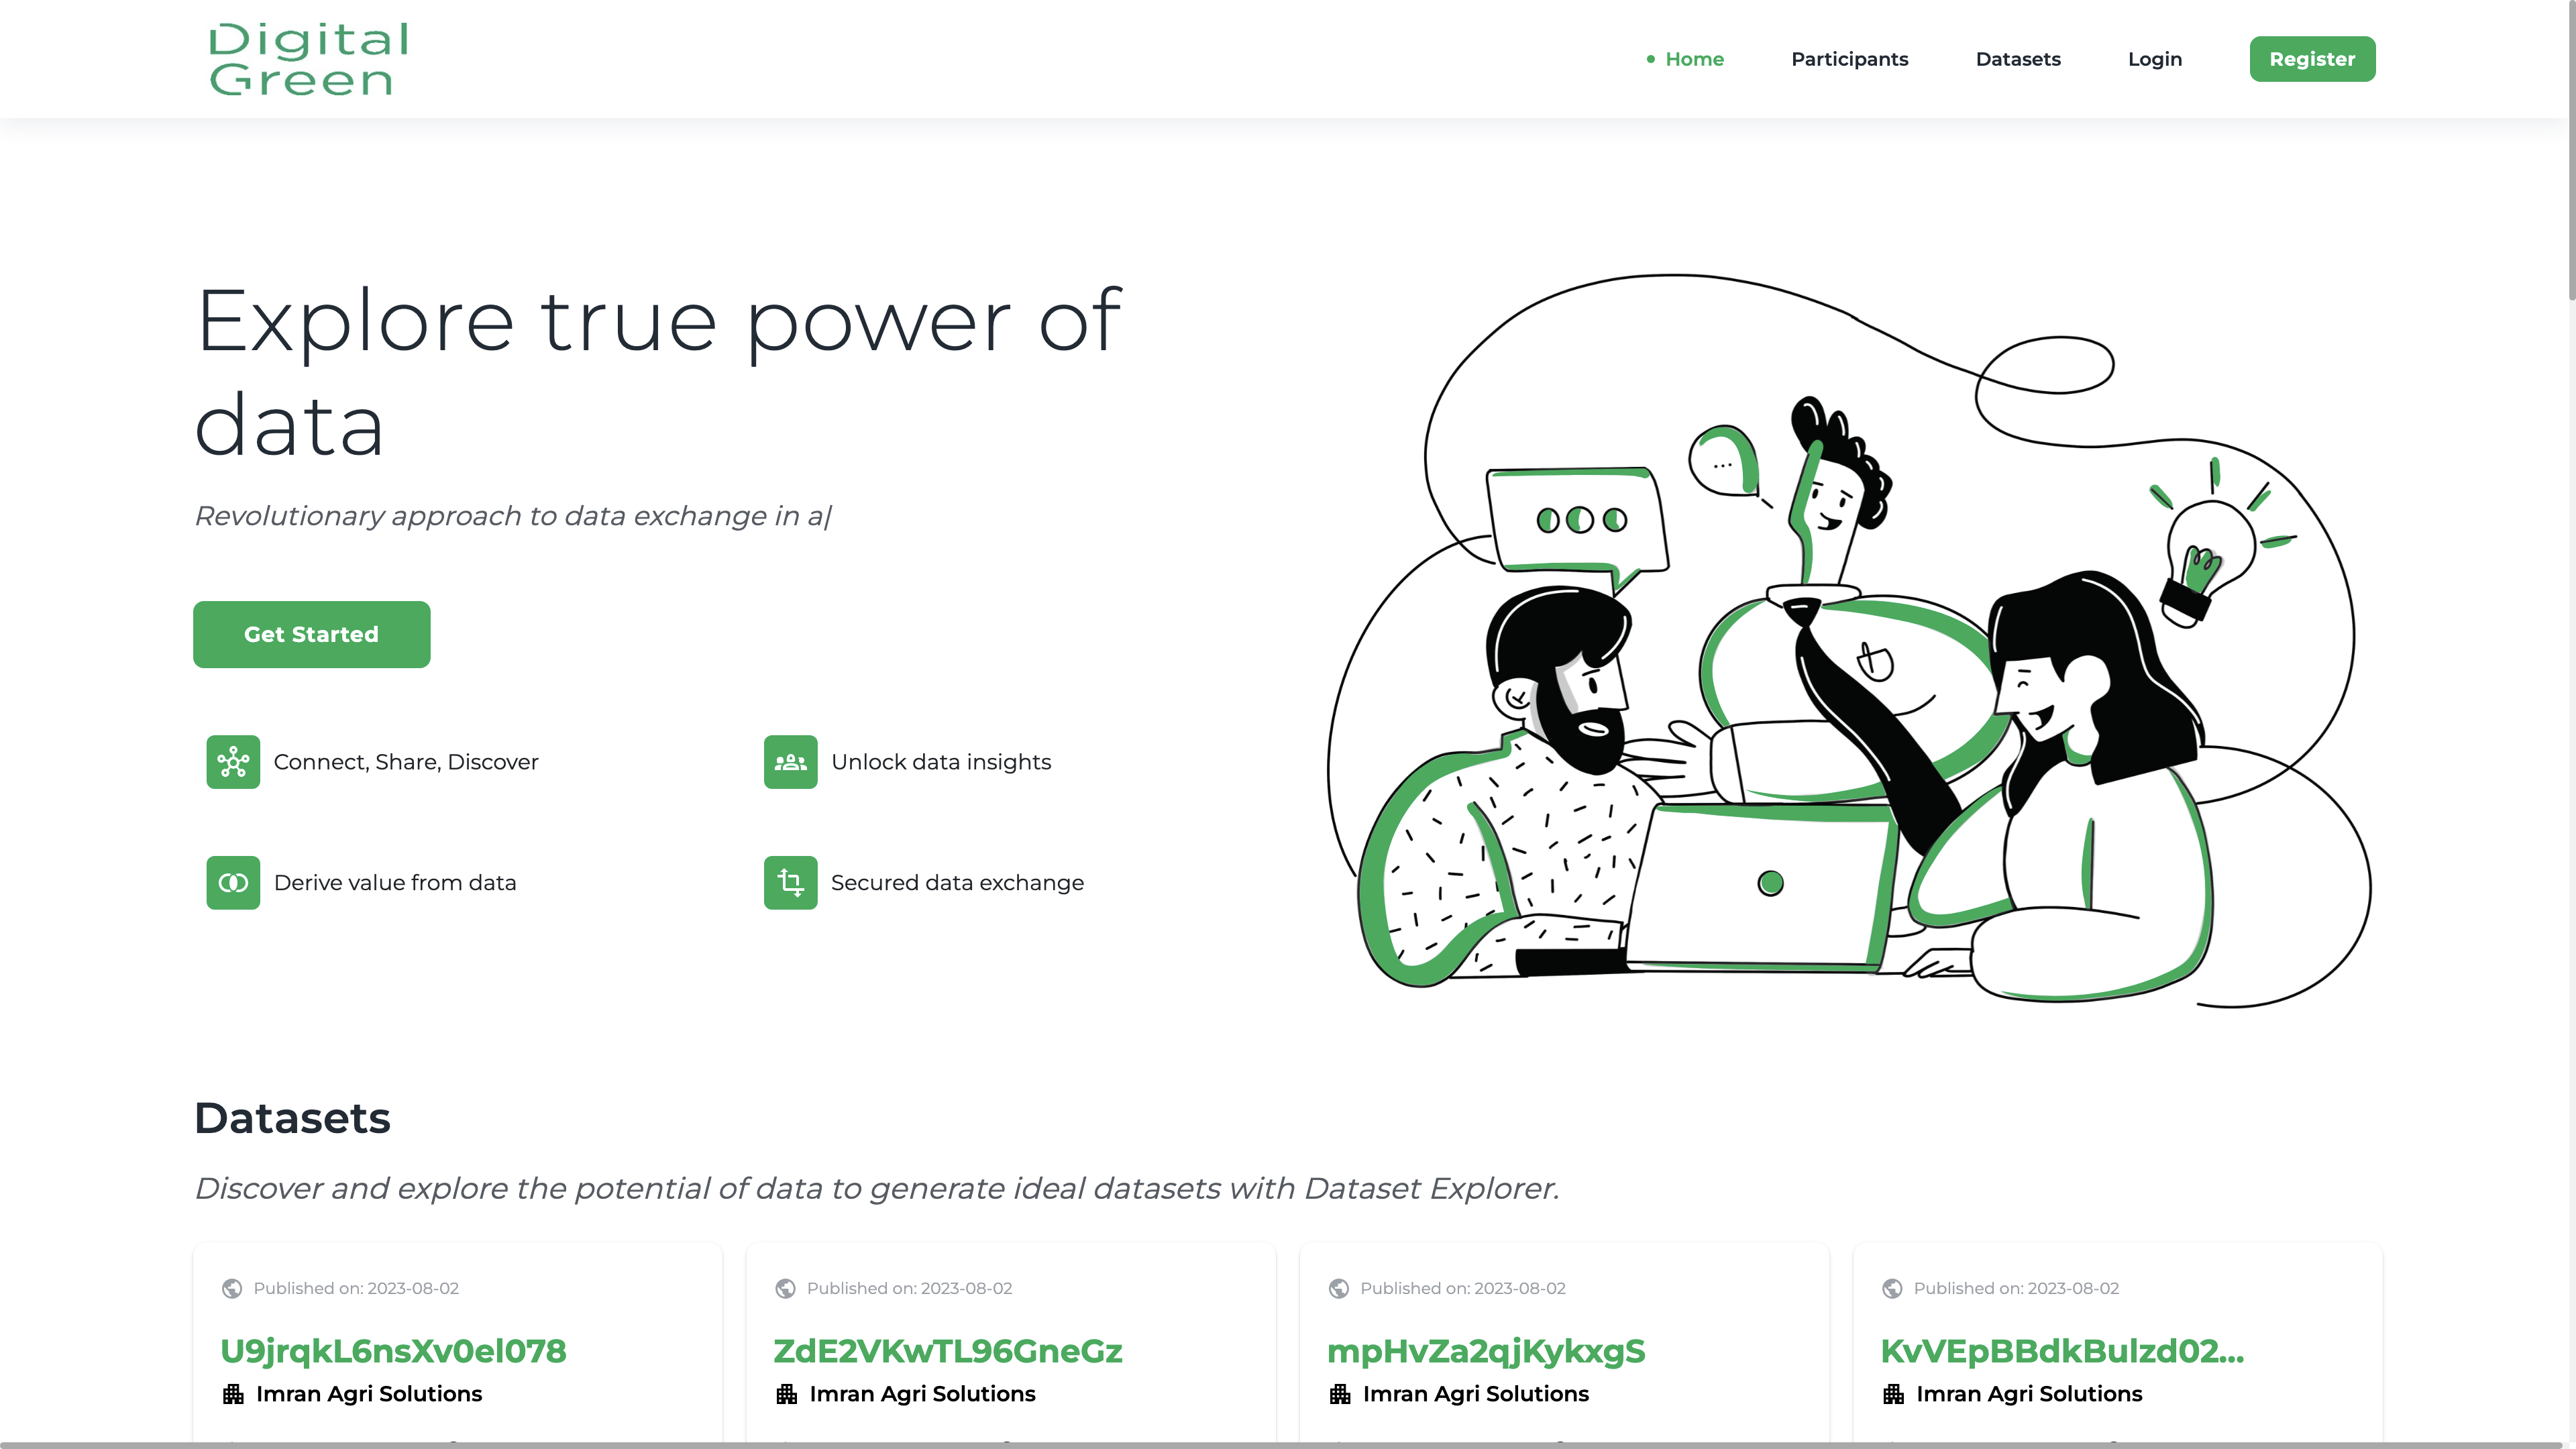 Digital
Green
Home
Participants
Datasets
Login
Register
Explore true power of
data
Revolutionary approach to data exchange in a|
Get Started
Connect, Share, Discover
Unlock data insights
Derive value from data
Secured data exchange
Datasets
Discover and explore the potential of data to generate ideal datasets with Dataset Explorer.
Published on: 2023-08-02
Published on: 2023-08-02
Published on: 2023-08-02
Published on: 2023-08-02
U9jrqkL6nsXv0el078
ZdE2VKwTL96GneGz
mpHvZa2qjKykxgS
KvVEpBBdkBulzd02...
Imran Agri Solutions
Imran Agri Solutions
Imran Agri Solutions
Imran Agri Solutions